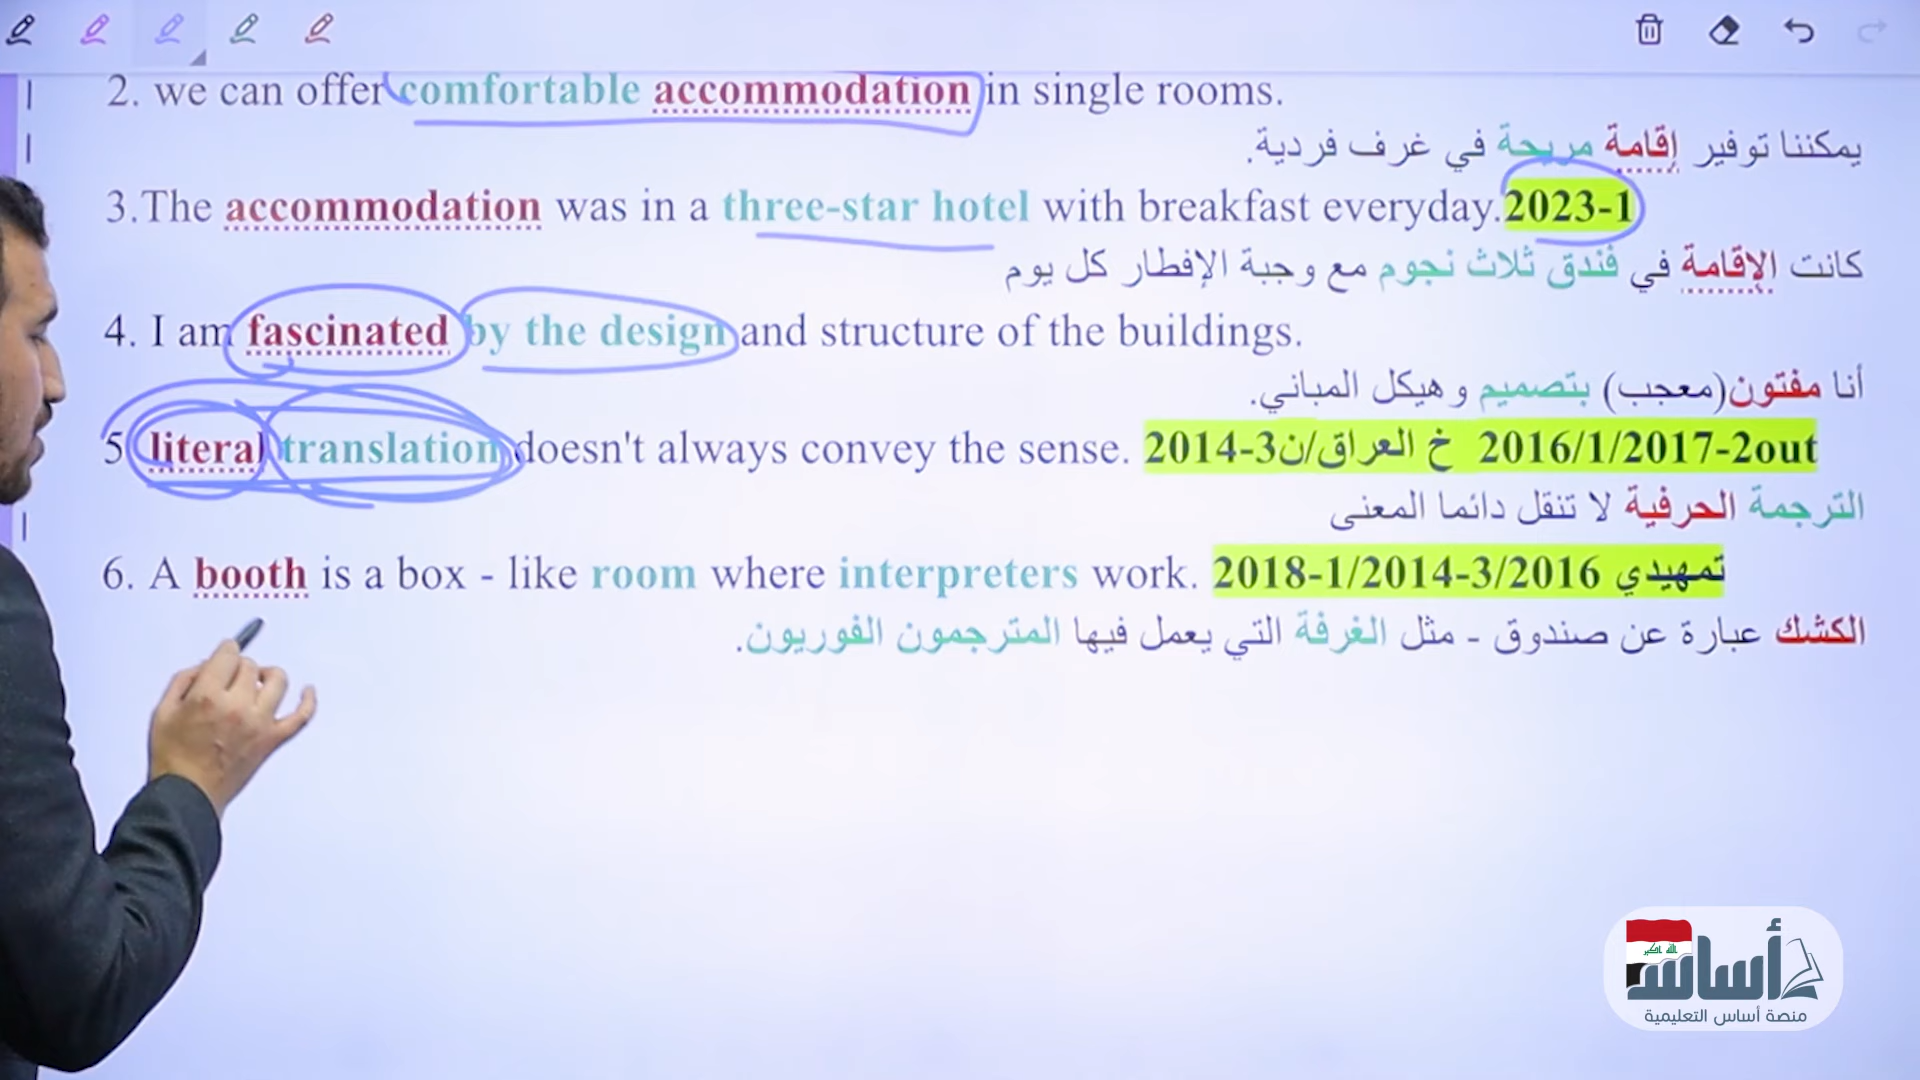 2. we can offer comfortable accommodation in single rooms.
يمكننا توفير إقامة مريحة في غرف فردية.
3.The accommodation was in a three-star hotel with breakfast everyday.2023-1
كانت الإقامة في فندق ثلاث نجوم مع وجبة الإفطار كل يوم
4. I am fascinated by the design and structure of the buildings.
أنا مفتون(معجب) بتصميم وهيكل المباني.
5 literal translation doesn't always convey the sense. 2014-3خ العراق/ن 2016/1/2017-2out
الترجمة الحرفية لا تنقل دائما المعنى
6. A booth is a box - like room where interpreters work. 2018-1/2014-3/2016 تمهيدي
الكشك عبارة عن صندوق - مثل الغرفة التي يعمل فيها المترجمون الفوريون.
الله اكبر
أساس
منصة أساس التعليمية